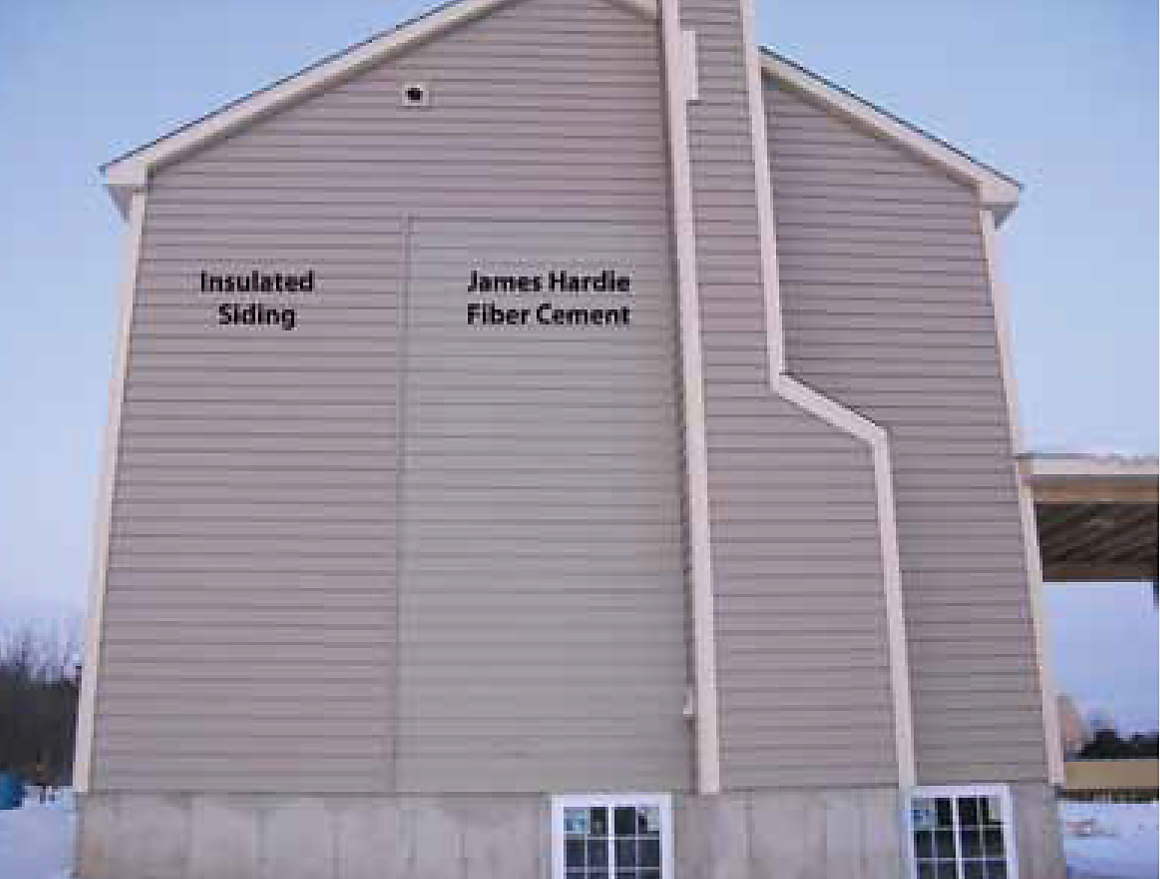 Insulated
Siding
James Hardie
Fiber Cement